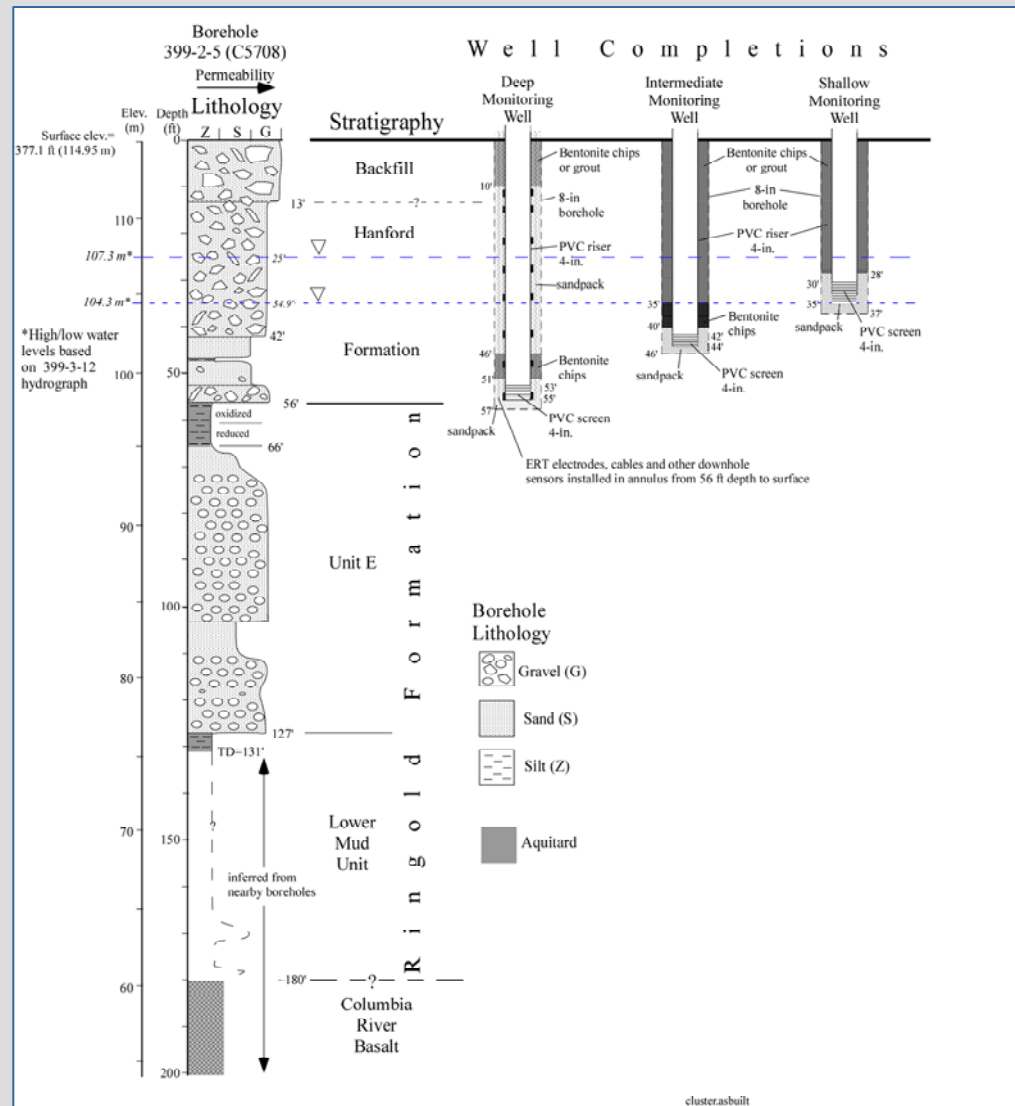 Borehole
399-2-5 (C5708)
Permeability
Lithology
Z S G
Elev.
(m)
Depth
(ft)
Surface elev.=
377.1 ft (114.95 m)
W e l l C o m p l e t i o n s
Deep
Monitoring
Well
Intermediate
Monitoring
Well
Shallow
Monitoring
Well
Stratigraphy
0
Backfill
Bentonite chips
or grout
Bentonite chips
or grout
10'
8-in
borehole
8-in
borehole
13'
?
110
Hanford
PVC riser
4-in.
PVC riser
4-in.
107.3 m*
25'
sandpack
28'
30'
104.3 m*
34.9'
35'
35'
37'
*High/low water
levels based
on 399-3-12
hydrograph
42'
Formation
40'
42'
144'
46'
sandpack
PVC screen
4-in.
Bentonite
chips
46'
sandpack
PVC screen
4-in.
100
50
51'
Bentonite
chips
53'
55'
56'
57'
sandpack
PVC screen
4-in.
oxidized
reduced
66'
ERT electrodes, cables and other downhole
sensors installed in annulus from 56 ft depth to surface
90
Unit E
100
80
127'
TD=131'
R i n g o l d F o r m a t i o n
Borehole
Lithology
Gravel (G)
Sand (S)
Silt (Z)
Aquitard
70
?
150
Lower
Mud
Unit
inferred from
nearby boreholes
60
~180'
?
Columbia
River
Basalt
200
cluster.asbuilt